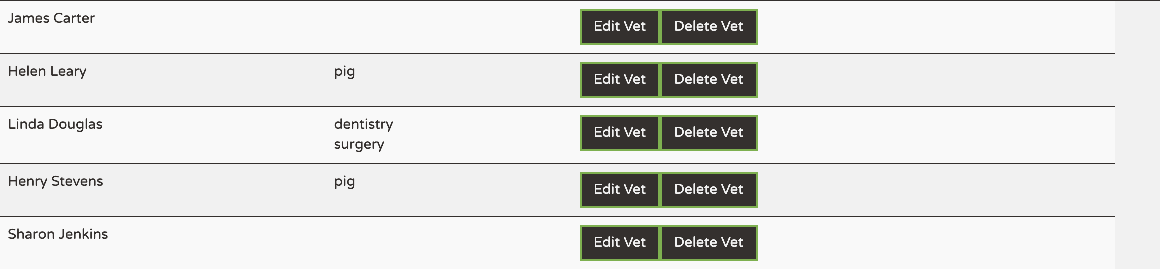 James Carter Edit Vet Delete Vet
Helen Leary pig Edit Vet Delete Vet
Linda Douglas dentistry Edit Vet Delete Vet
surgery
Henry Stevens pig Edit Vet Delete Vet
Sharon Jenkins Edit Vet Delete Vet